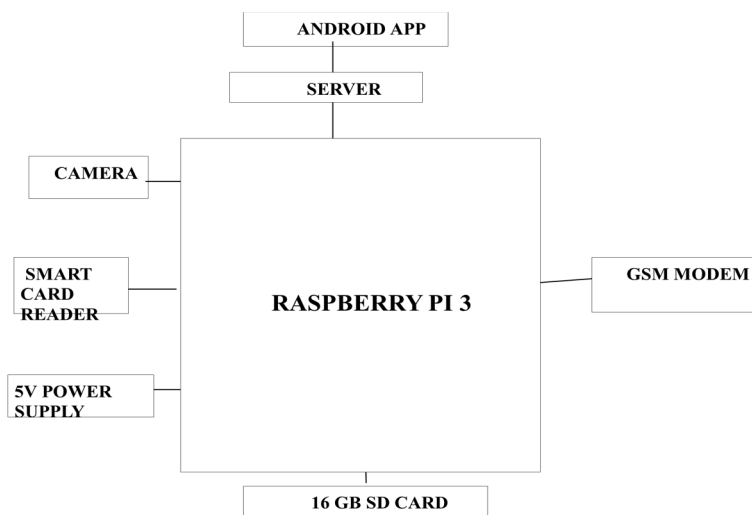 ANDROID APP
SERVER
CAMERA
SMART
CARD
READER
RASPBERRY PI 3
GSM MODEM
5V POWER
SUPPLY
16 GB SD CARD